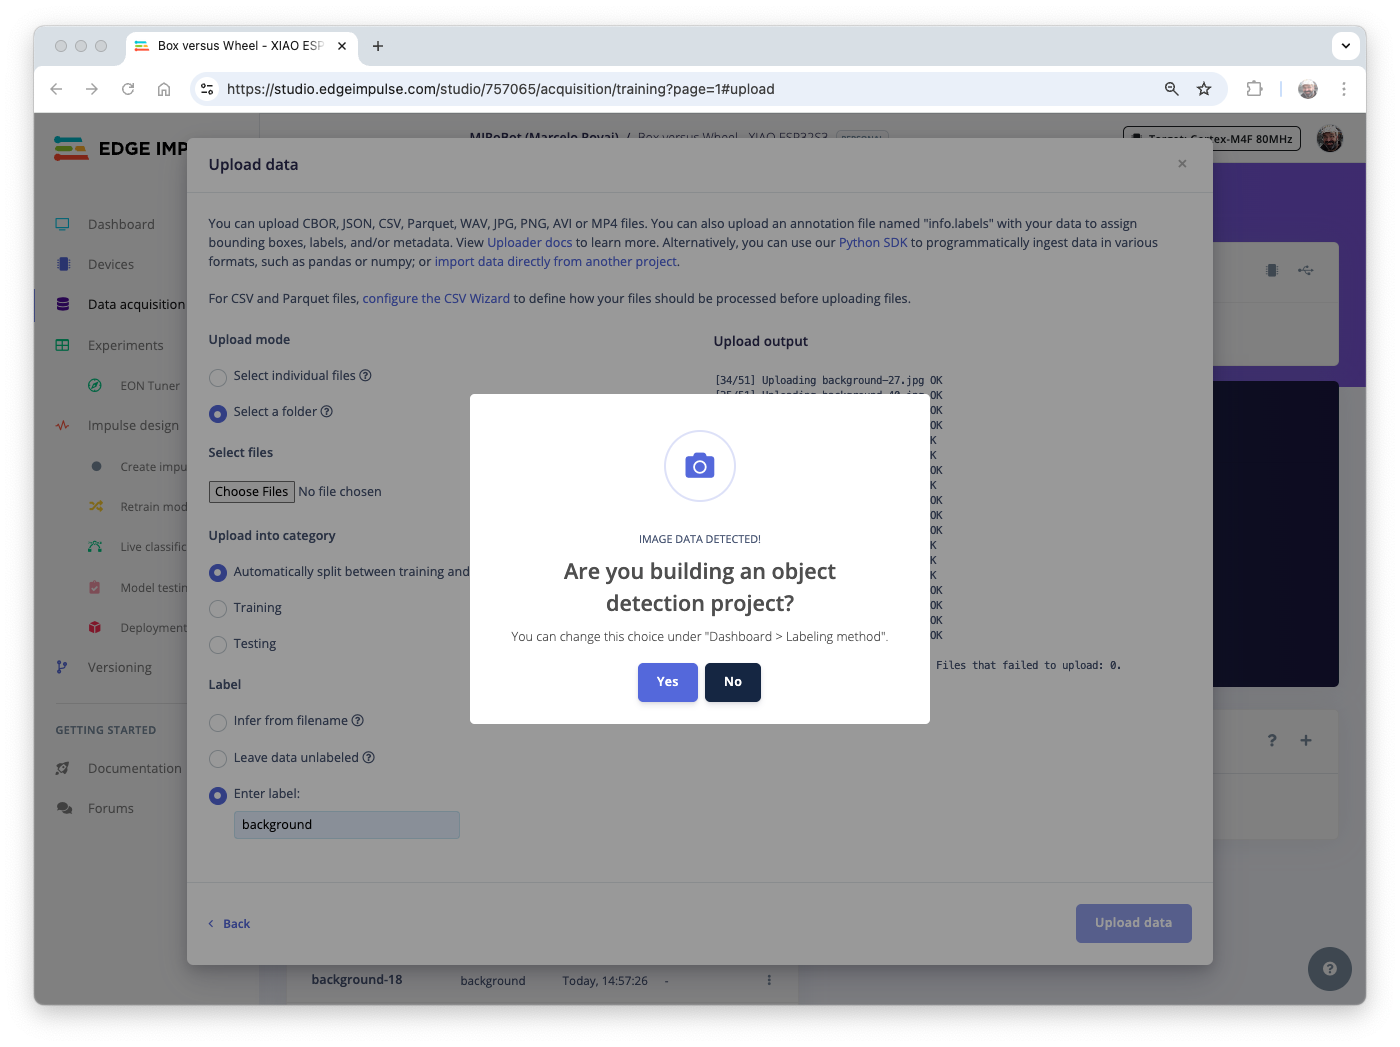 Box versus Wheel - XIAO ESP
https://studio.edgeimpulse.com/studio/757065/acquisition/training?page=1#upload
EDGE IMP
MJRoBot (Marcelo Rovai) / Box versus Wheel - XIAO ESP32S3 PERSONAL
Target: Cortex-M4F 80MHz
Upload data
×
Dashboard
Devices
Data acquisition
Experiments
EON Tuner
Impulse design
Create impu
Retrain mod
Live classific
Model testin
Deployment
Versioning
GETTING STARTED
Documentation
Forums
You can upload CBOR, JSON, CSV, Parquet, WAV, JPG, PNG, AVI or MP4 files. You can also upload an annotation file named "info.labels" with your data to assign
bounding boxes, labels, and/or metadata. View Uploader docs to learn more. Alternatively, you can use our Python SDK to programmatically ingest data in various
formats, such as pandas or numpy; or import data directly from another project.
For CSV and Parquet files, configure the CSV Wizard to define how your files should be processed before uploading files.
Upload mode
Select individual files ?
Select a folder ?
Select files
Choose Files No file chosen
Upload into category
Automatically split between training and
Training
Testing
Label
Infer from filename ?
Leave data unlabeled ?
Enter label:
background
Upload output
[34/51] Uploading background-27.jpg OK
[35/51] Uploading background-40.jpg OK
OK
OK
K
K
OK
K
OK
OK
OK
K
K
K
OK
OK
OK
OK
Files that failed to upload: 0.
IMAGE DATA DETECTED!
Are you building an object
detection project?
You can change this choice under "Dashboard > Labeling method".
Yes
No
< Back
Upload data
? +
background-18 background Today, 14:57:26 -
?